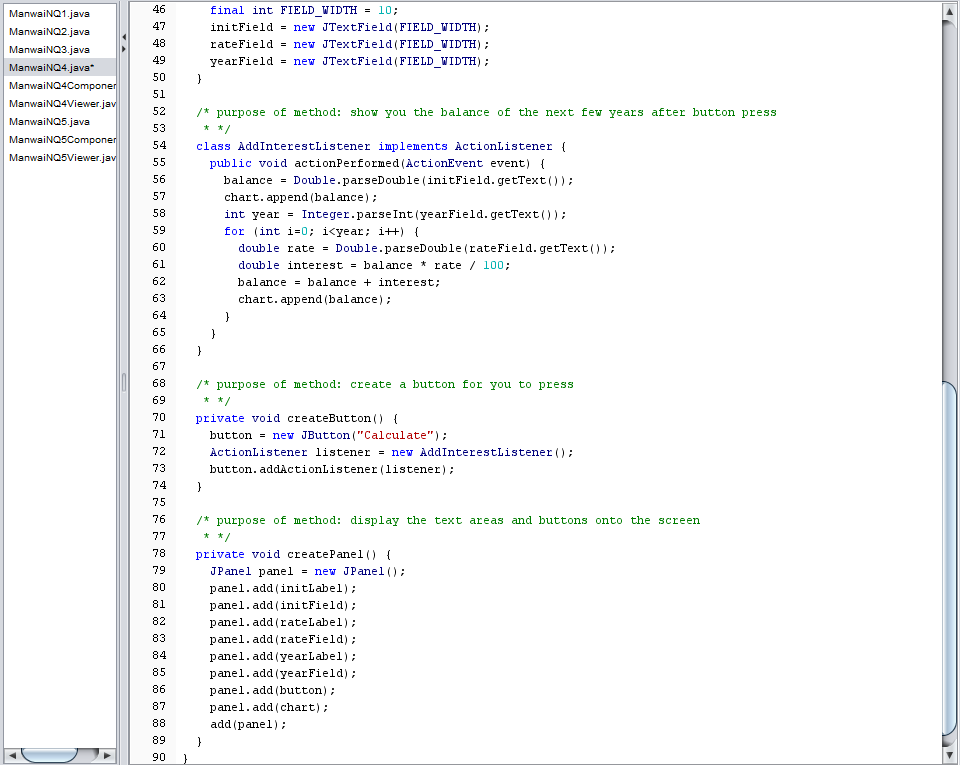 ManwaiNQ1.java
ManwaiNQ2.java
ManwaiNQ3.java
ManwaiNQ4.java*
ManwaiNQ4Componer
ManwaiNQ4Viewer.jav
ManwaiNQ5.java
ManwaiNQ5Componer
ManwaiNQ5Viewer.jav
46 final int FIELD_WIDTH = 10;
47 initField = new JTextField(FIELD_WIDTH);
48 rateField = new JTextField(FIELD_WIDTH);
49 yearField = new JTextField(FIELD_WIDTH);
50 }
51
52 /* purpose of method: show you the balance of the next few years after button press
53 * */
54 class AddInterestListener implements ActionListener {
55 public void actionPerformed(ActionEvent event) {
56 balance = Double.parseDouble(initField.getText());
57 chart.append(balance);
58 int year = Integer.parseInt(yearField.getText());
59 for (int i=0; i<year; i++) {
60 double rate = Double.parseDouble(rateField.getText());
61 double interest = balance * rate / 100;
62 balance = balance + interest;
63 chart.append(balance);
64 }
65 }
66 }
67
68 /* purpose of method: create a button for you to press
69 * */
70 private void createButton() {
71 button = new JButton("Calculate");
72 ActionListener listener = new AddInterestListener();
73 button.addActionListener(listener);
74 }
75
76 /* purpose of method: display the text areas and buttons onto the screen
77 * */
78 private void createPanel() {
79 JPanel panel = new JPanel();
80 panel.add(initLabel);
81 panel.add(initField);
82 panel.add(rateLabel);
83 panel.add(rateField);
84 panel.add(yearLabel);
85 panel.add(yearField);
86 panel.add(button);
87 panel.add(chart);
88 add(panel);
89 }
90 }